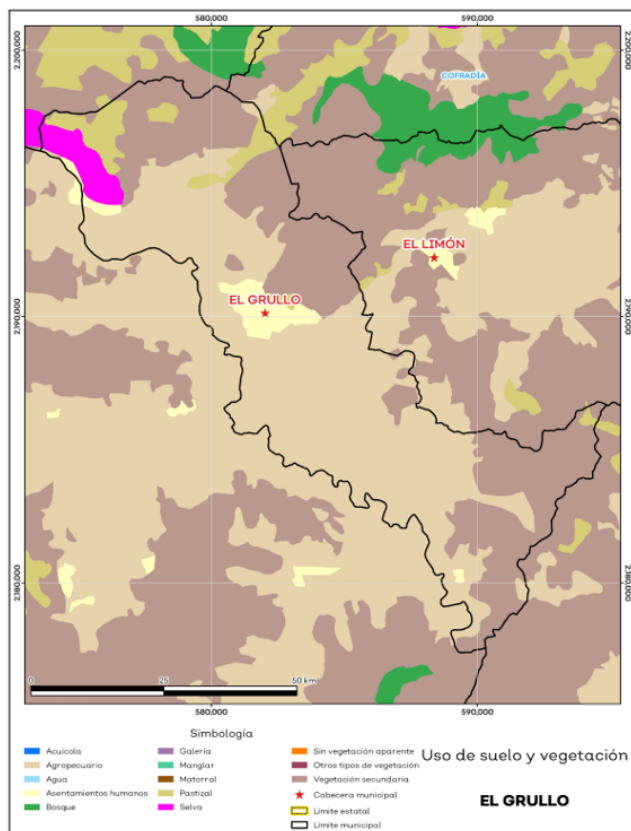 580,000 590,000
2,200,000 2,200,000
COFRADÍA
EL LIMÓN
EL GRULLO
2,190,000 2,190,000
2,180,000 2,180,000
0 25 50 km
580,000 590,000
Simbología
Acuícola
Agropecuario
Agua
Asentamientos humanos
Bosque
Galería
Manglar
Matorral
Pastizal
Selva
Sin vegetación aparente
Otros tipos de vegetación
Vegetación secundaria
Cabecera municipal
Límite estatal
Límite municipal
Uso de suelo y vegetación
EL GRULLO